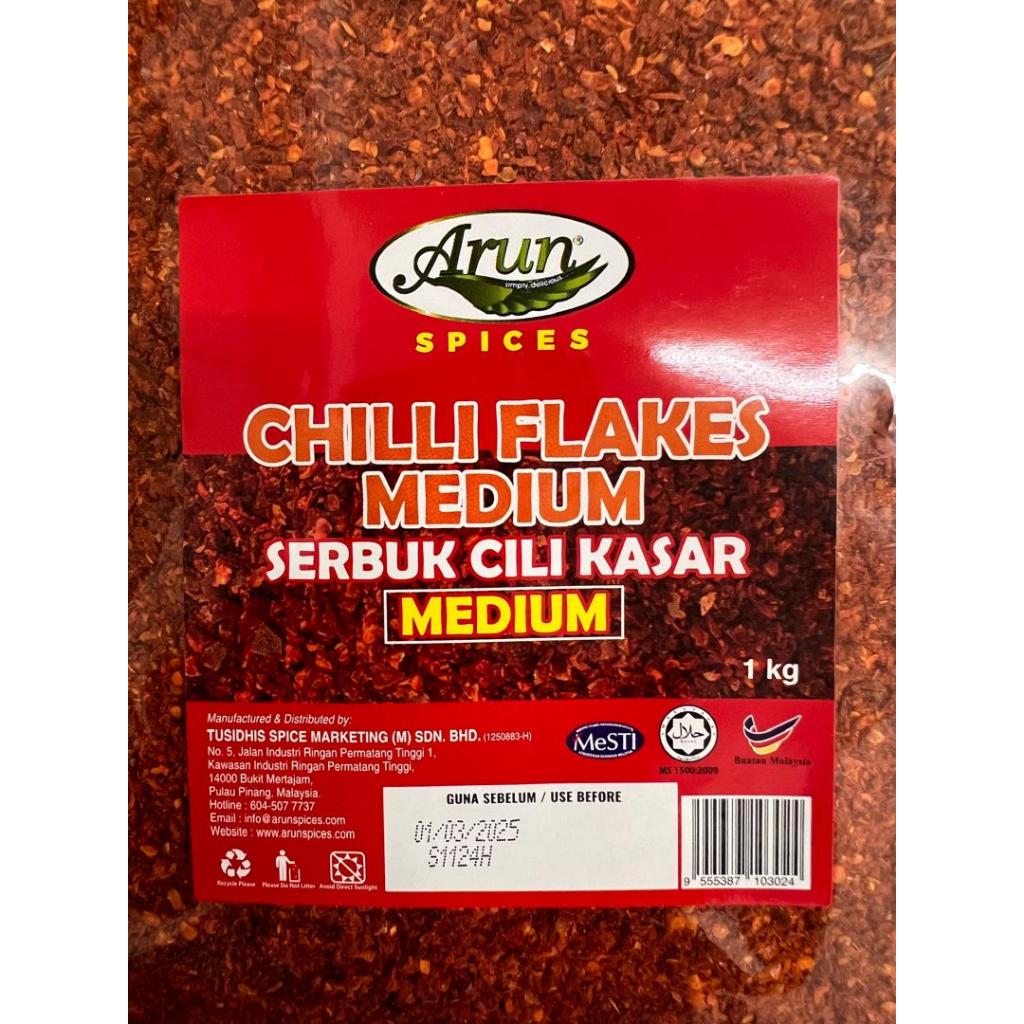 Arun®
simply, delicious
SPICES
CHILLI FLAKES
MEDIUM
SERBUK CILI KASAR
MEDIUM
1 kg
Manufactured & Distributed by:
TUSIDHIS SPICE MARKETING (M) SDN. BHD. (1250883-H)
No. 5, Jalan Industri Ringan Permatang Tinggi 1,
Kawasan Industri Ringan Permatang Tinggi,
14000 Bukit Mertajam,
Pulau Pinang, Malaysia.
Hotline : 604-507 7737
Email : info@arunspices.com
Website : www.arunspices.com
Recycle Please
Please Do Not Litter
Avoid Direct Sunlight
MeSTI
حلال
MS 1500:2009
Buatan Malaysia
GUNA SEBELUM / USE BEFORE
01/03/2025
S1124H
9 555387 103024